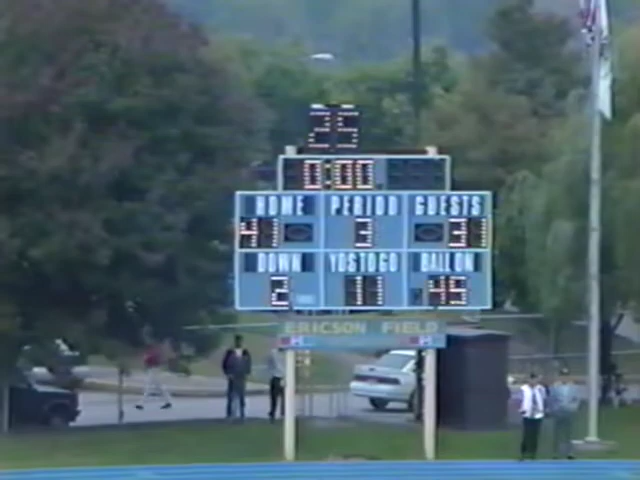 25
0:00
HOME PERIOD GUESTS
41 3 31
DOWN YDS TO GO BALL ON
2 11 45
ERICSON FIELD